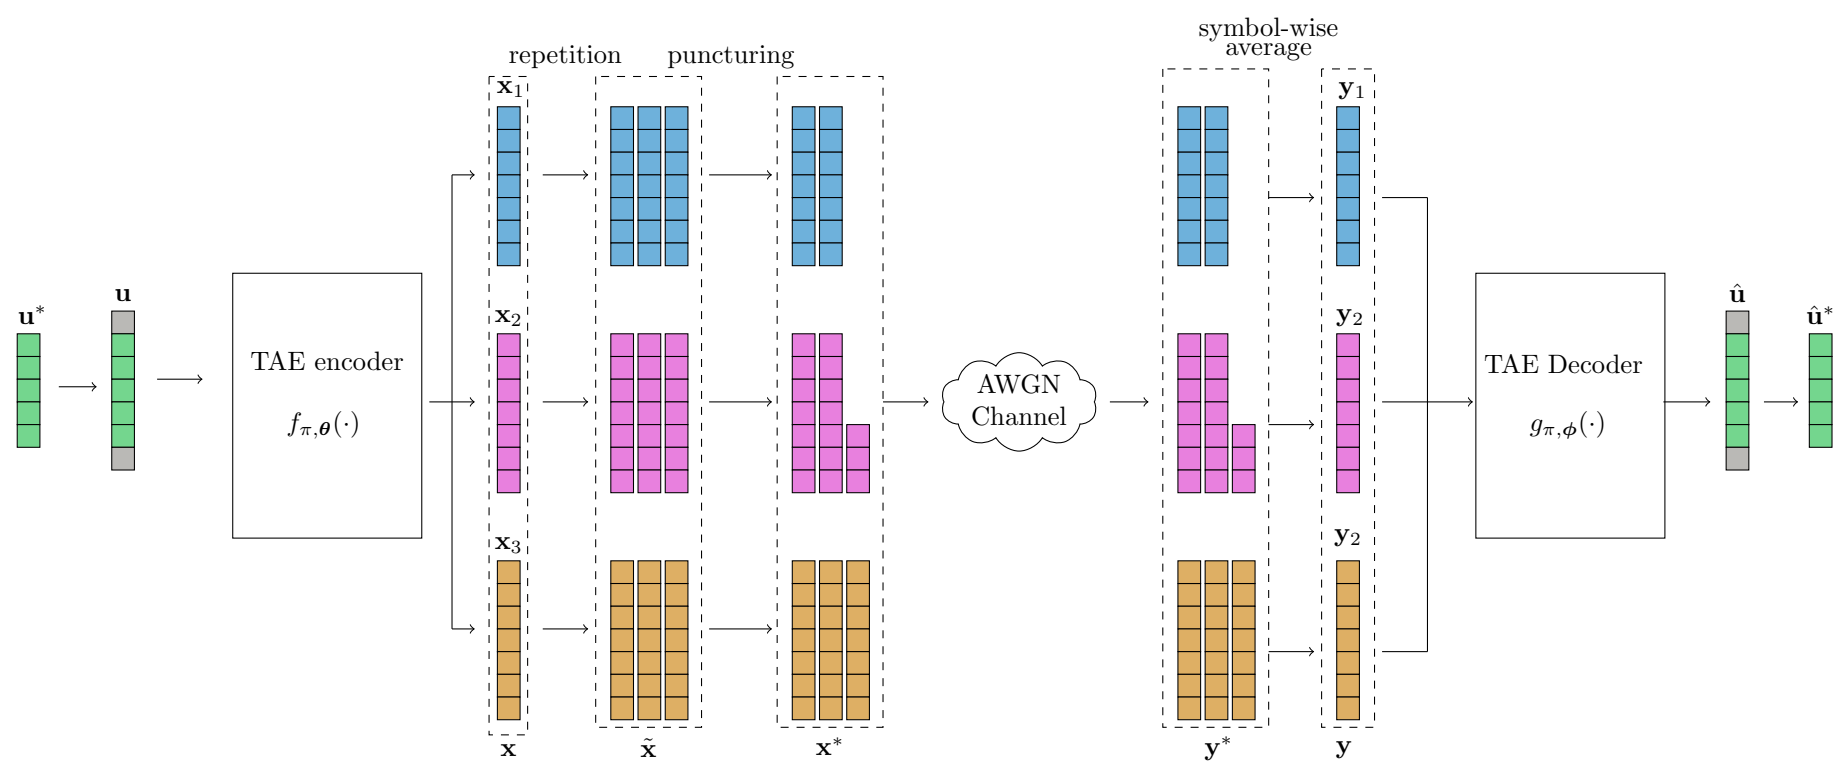 symbol-wise
average
repetition
puncturing
𝐱₁
𝐲₁
𝐮*
𝐮
𝐱₂
𝐲₂
𝐮̂
𝐮̂*
TAE encoder
f_{π,𝛉}(·)
AWGN
Channel
TAE Decoder
g_{π,𝛟}(·)
𝐱₃
𝐲₂
𝐱
𝐱̃
𝐱*
𝐲*
𝐲